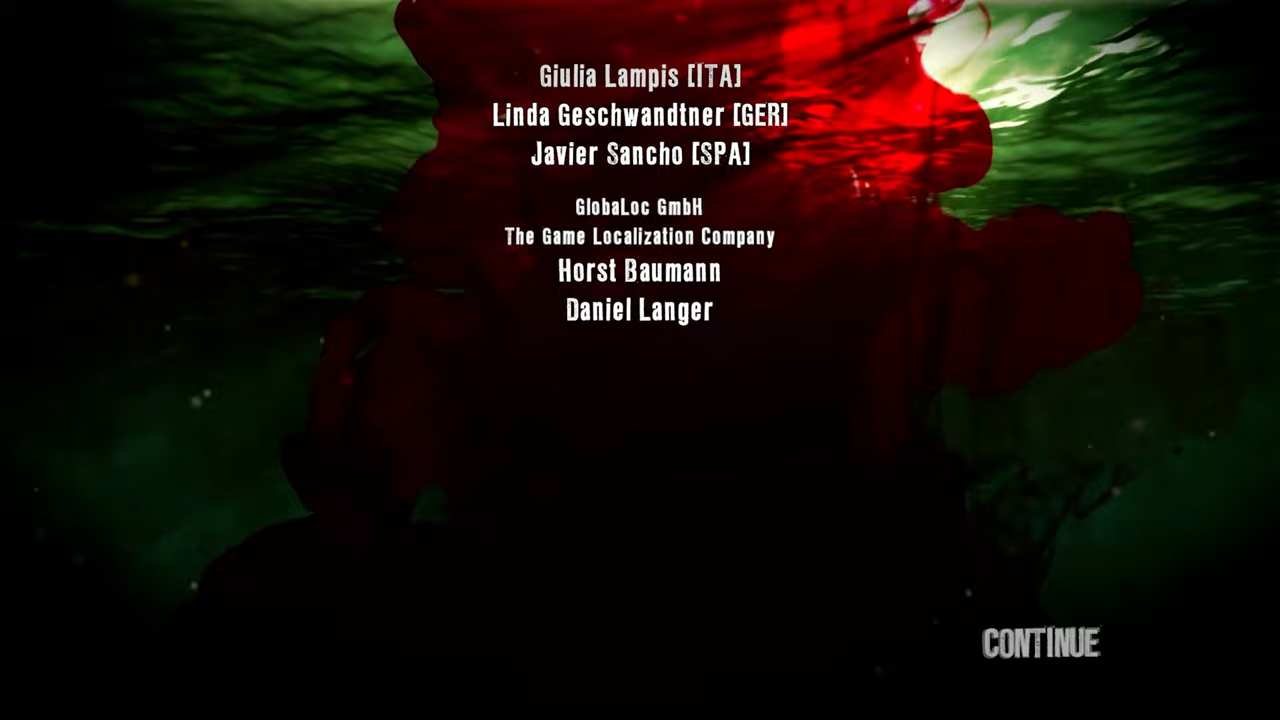 Giulia Lampis [ITA]
Linda Geschwandtner [GER]
Javier Sancho [SPA]
GlobaLoc GmbH
The Game Localization Company
Horst Baumann
Daniel Langer
CONTINUE